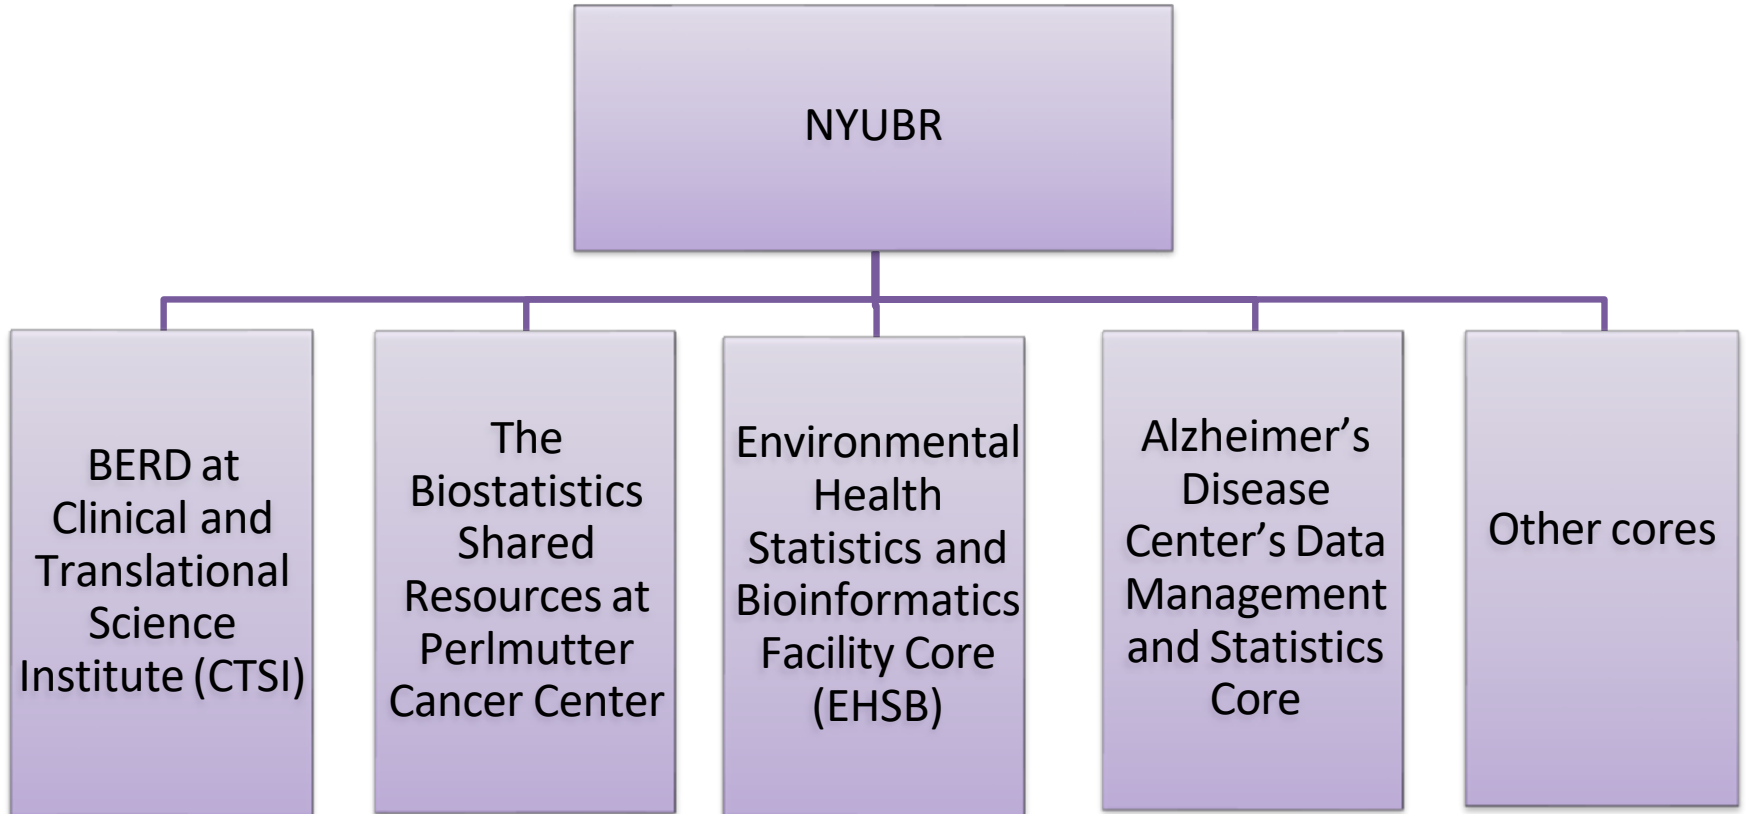 NYUBR
BERD at
Clinical and
Translational
Science
Institute (CTSI)
The
Biostatistics
Shared
Resources at
Perlmutter
Cancer Center
Environmental
Health
Statistics and
Bioinformatics
Facility Core
(EHSB)
Alzheimer’s
Disease
Center’s Data
Management
and Statistics
Core
Other cores